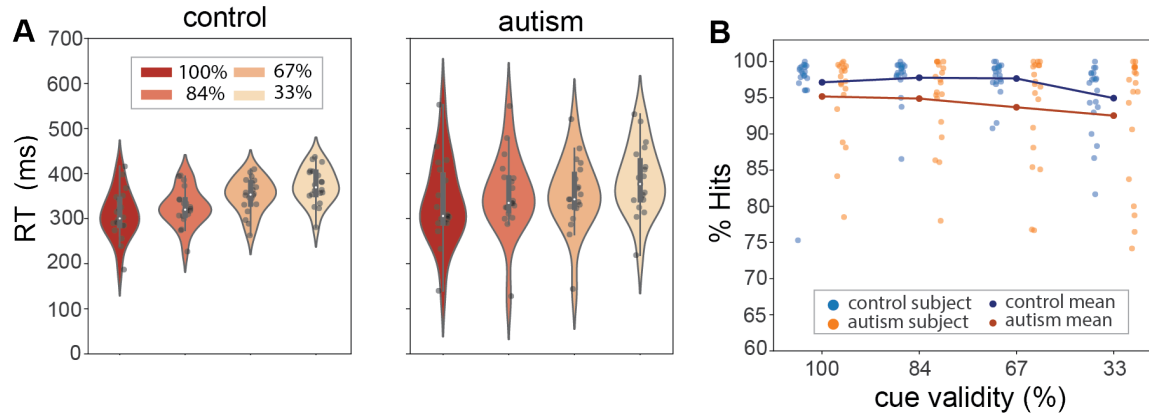 A
control
autism
RT (ms)
700
600
500
400
300
200
100
0
100%
67%
84%
33%
B
% Hits
100
95
90
85
80
75
70
65
60
control subject
control mean
autism subject
autism mean
100
84
67
33
cue validity (%)